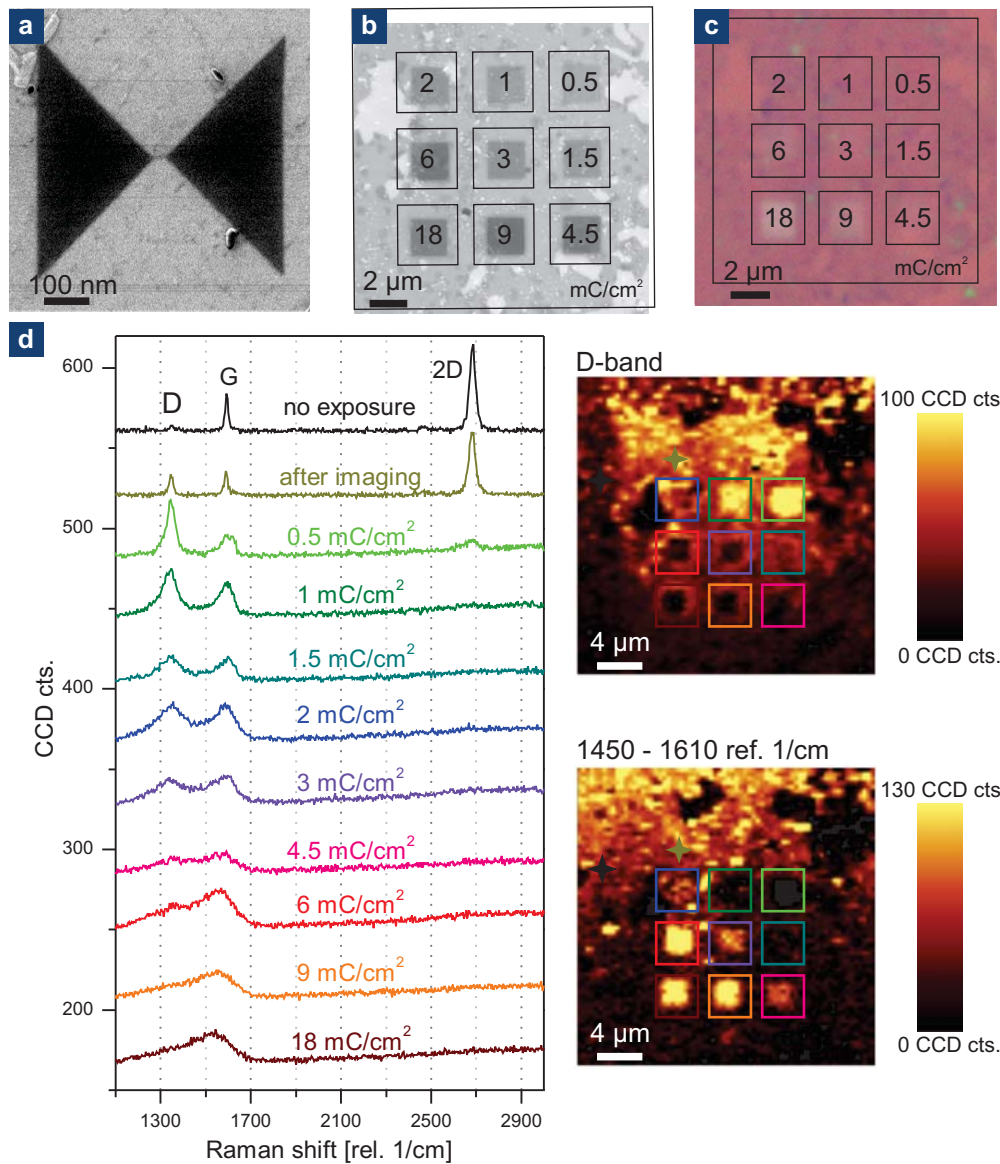 a
100 nm
b
2 1 0.5
6 3 1.5
18 9 4.5
2 µm
mC/cm²
c
2 1 0.5
6 3 1.5
18 9 4.5
2 µm
mC/cm²
d
600
500
400
300
200
CCD cts.
D
G
2D
no exposure
after imaging
0.5 mC/cm²
1 mC/cm²
1.5 mC/cm²
2 mC/cm²
3 mC/cm²
4.5 mC/cm²
6 mC/cm²
9 mC/cm²
18 mC/cm²
1300 1700 2100 2500 2900
Raman shift [rel. 1/cm]
D-band
4 µm
100 CCD cts
0 CCD cts.
1450 - 1610 ref. 1/cm
4 µm
130 CCD cts
0 CCD cts.